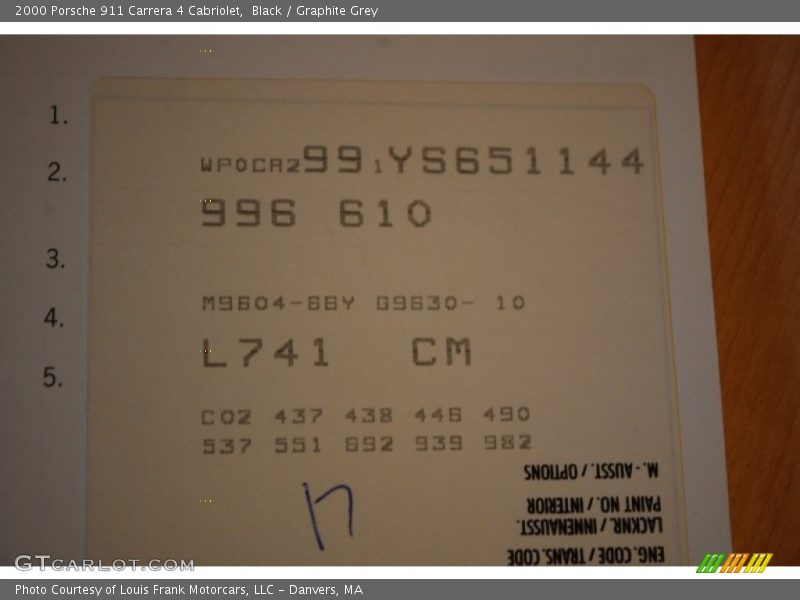 2000 Porsche 911 Carrera 4 Cabriolet,  Black / Graphite Grey
1.
WP0CA2991YS651144
2.
996 610
3.
M9604-66Y G9630- 10
4.
L741 CM
5.
C02 437 438 446 490
537 551 692 939 982
M. - AUSST. / OPTIONS
PAINT NO. / INTERIOR
LACKNR. / INNENAUSST.
ENG. CODE / TRANS. CODE
n
GTCARLOT.COM
Photo Courtesy of Louis Frank Motorcars, LLC – Danvers, MA